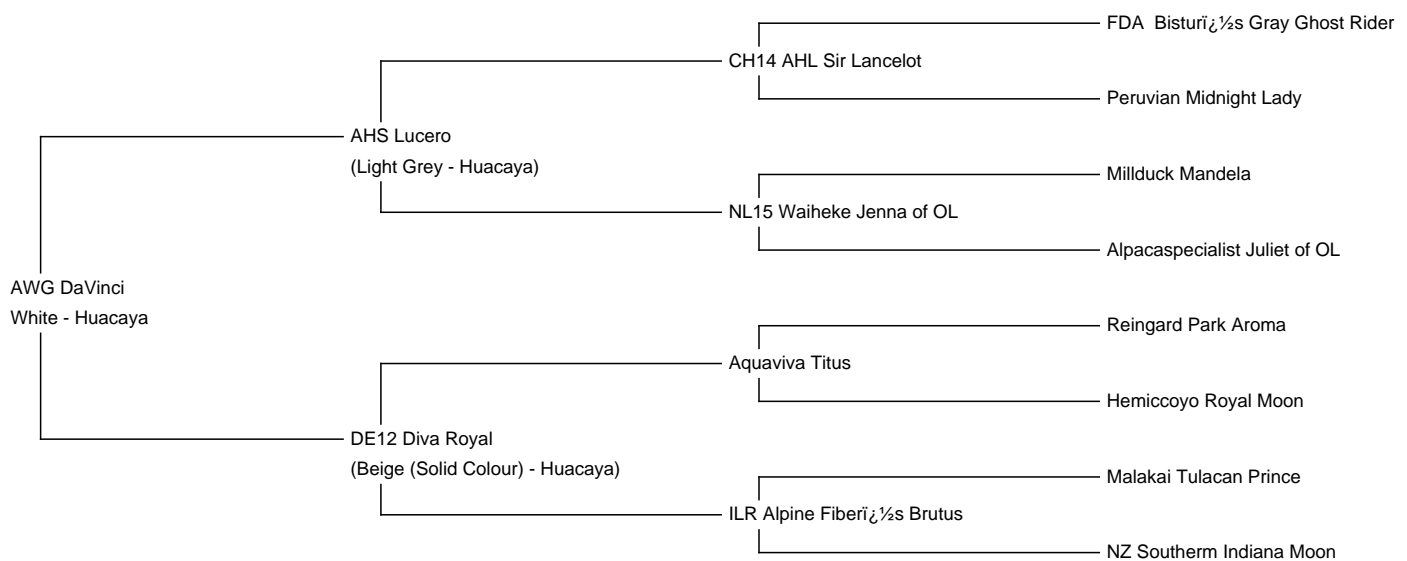 FDA  Bisturï¿½s Gray Ghost Rider
CH14 AHL Sir Lancelot
Peruvian Midnight Lady
AHS Lucero
(Light Grey - Huacaya)
Millduck Mandela
NL15 Waiheke Jenna of OL
Alpacaspecialist Juliet of OL
AWG DaVinci
White - Huacaya
Reingard Park Aroma
Aquaviva Titus
Hemiccoyo Royal Moon
DE12 Diva Royal
(Beige (Solid Colour) - Huacaya)
Malakai Tulacan Prince
ILR Alpine Fiberï¿½s Brutus
NZ Southerm Indiana Moon